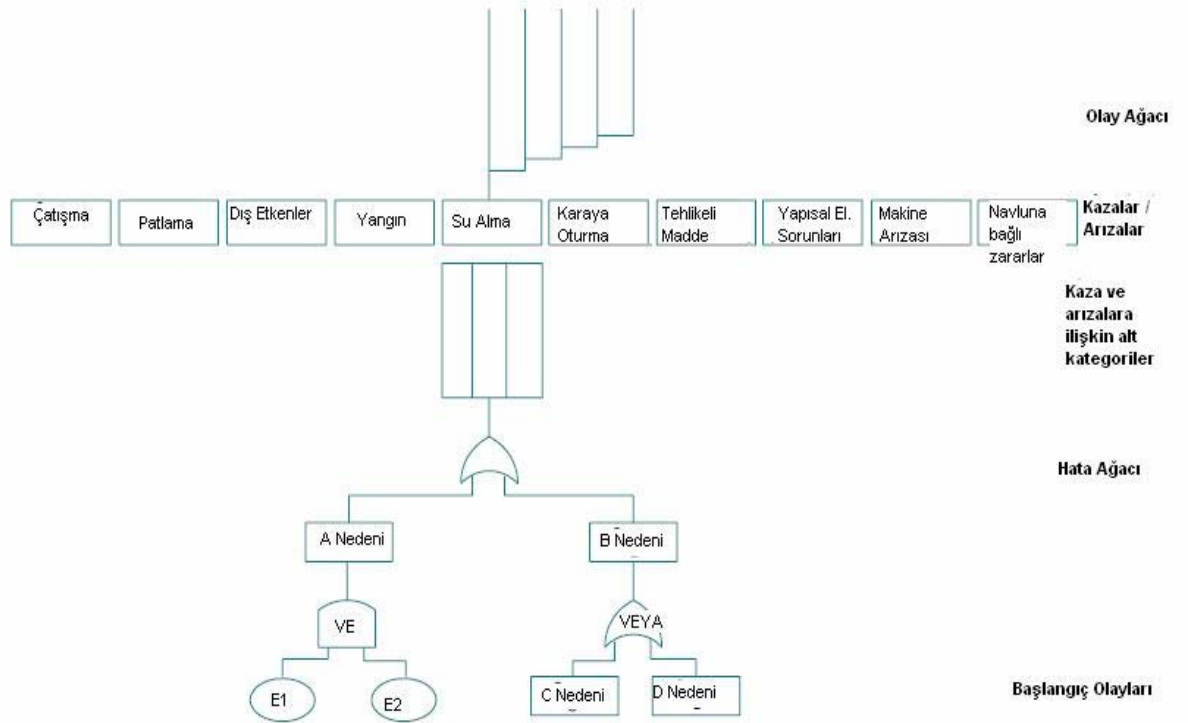 Olay Ağacı
Çatışma
Patlama
Dış Etkenler
Yangın
Su Alma
Karaya
Oturma
Tehlikeli
Madde
Yapısal El.
Sorunları
Makine
Arızası
Navluna
bağlı
zararlar
Kazalar /
Arızalar
Kaza ve
arızalara
ilişkin alt
kategoriler
Hata Ağacı
A Nedeni
B Nedeni
VE
VEYA
E1
E2
C Nedeni
D Nedeni
Başlangıç Olayları